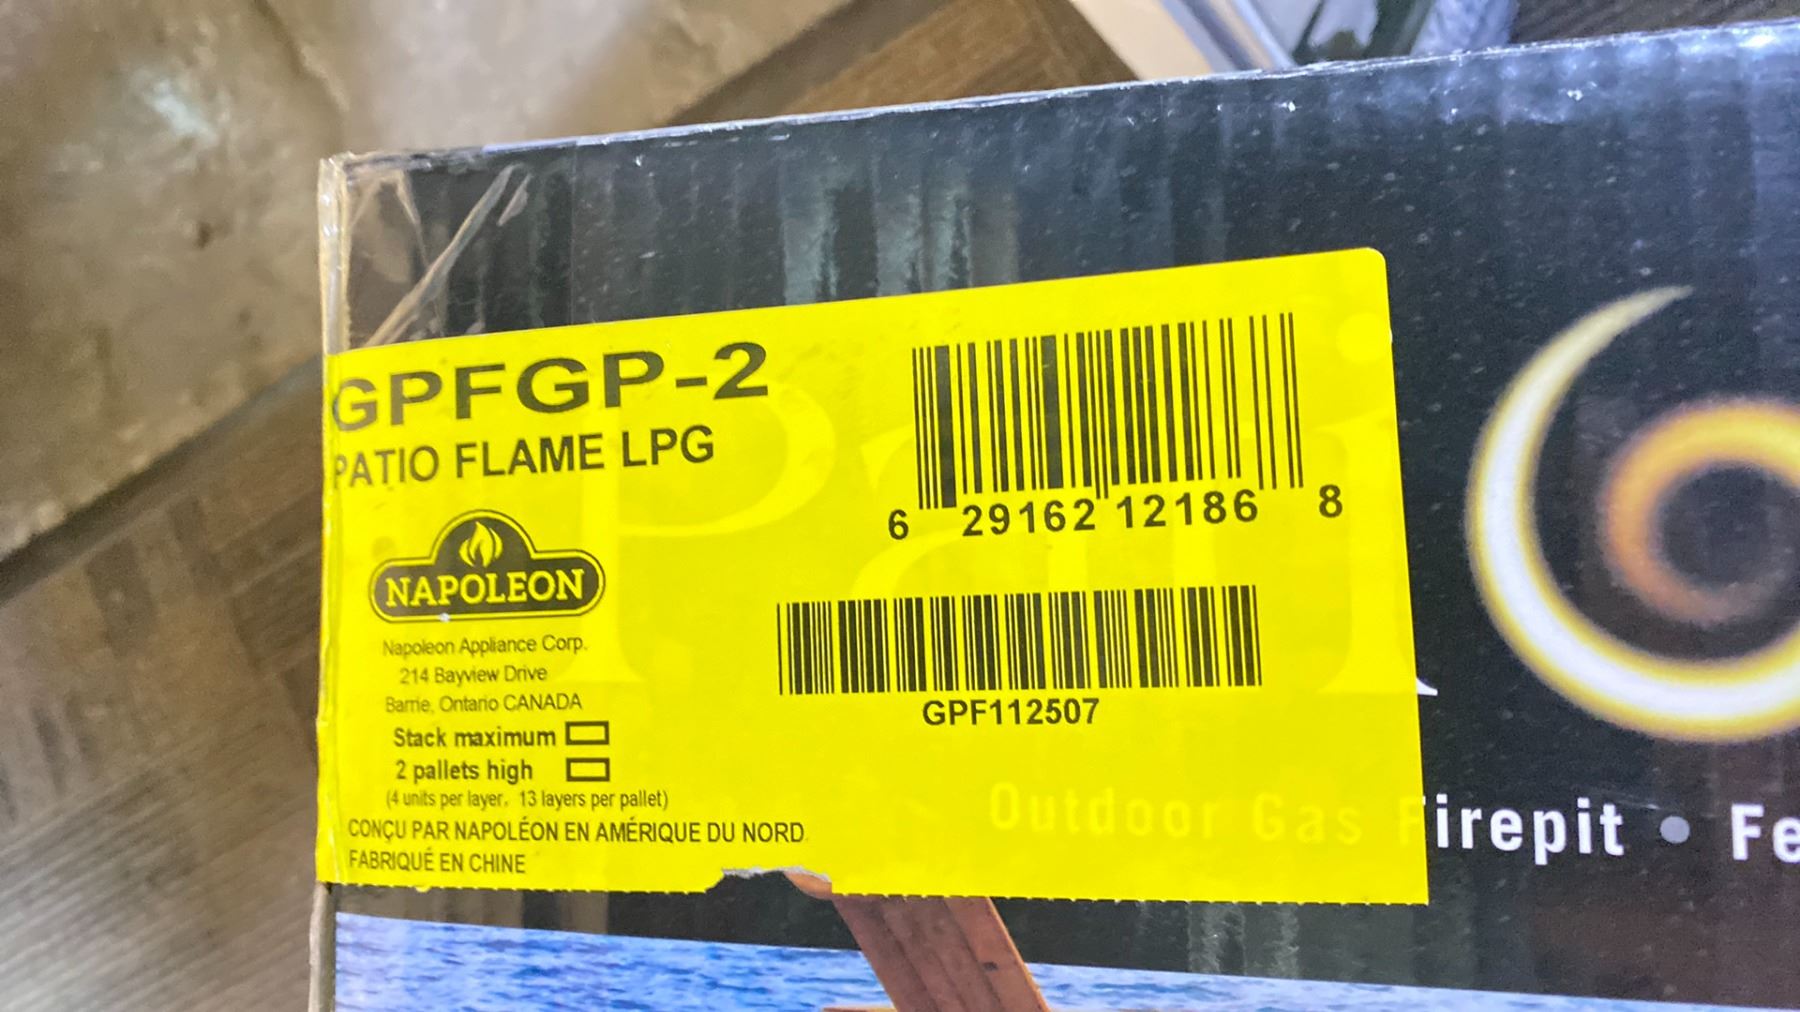 GPFGP-2
PATIO FLAME LPG
6 29162 12186 8
NAPOLEON
Napoleon Appliance Corp.
214 Bayview Drive
Barrie, Ontario CANADA
Stack maximum
2 pallets high
(4 units per layer, 13 layers per pallet)
CONÇU PAR NAPOLÉON EN AMÉRIQUE DU NORD
FABRIQUÉ EN CHINE
GPF112507
Pati
Outdoor Gas Firepit • Fe